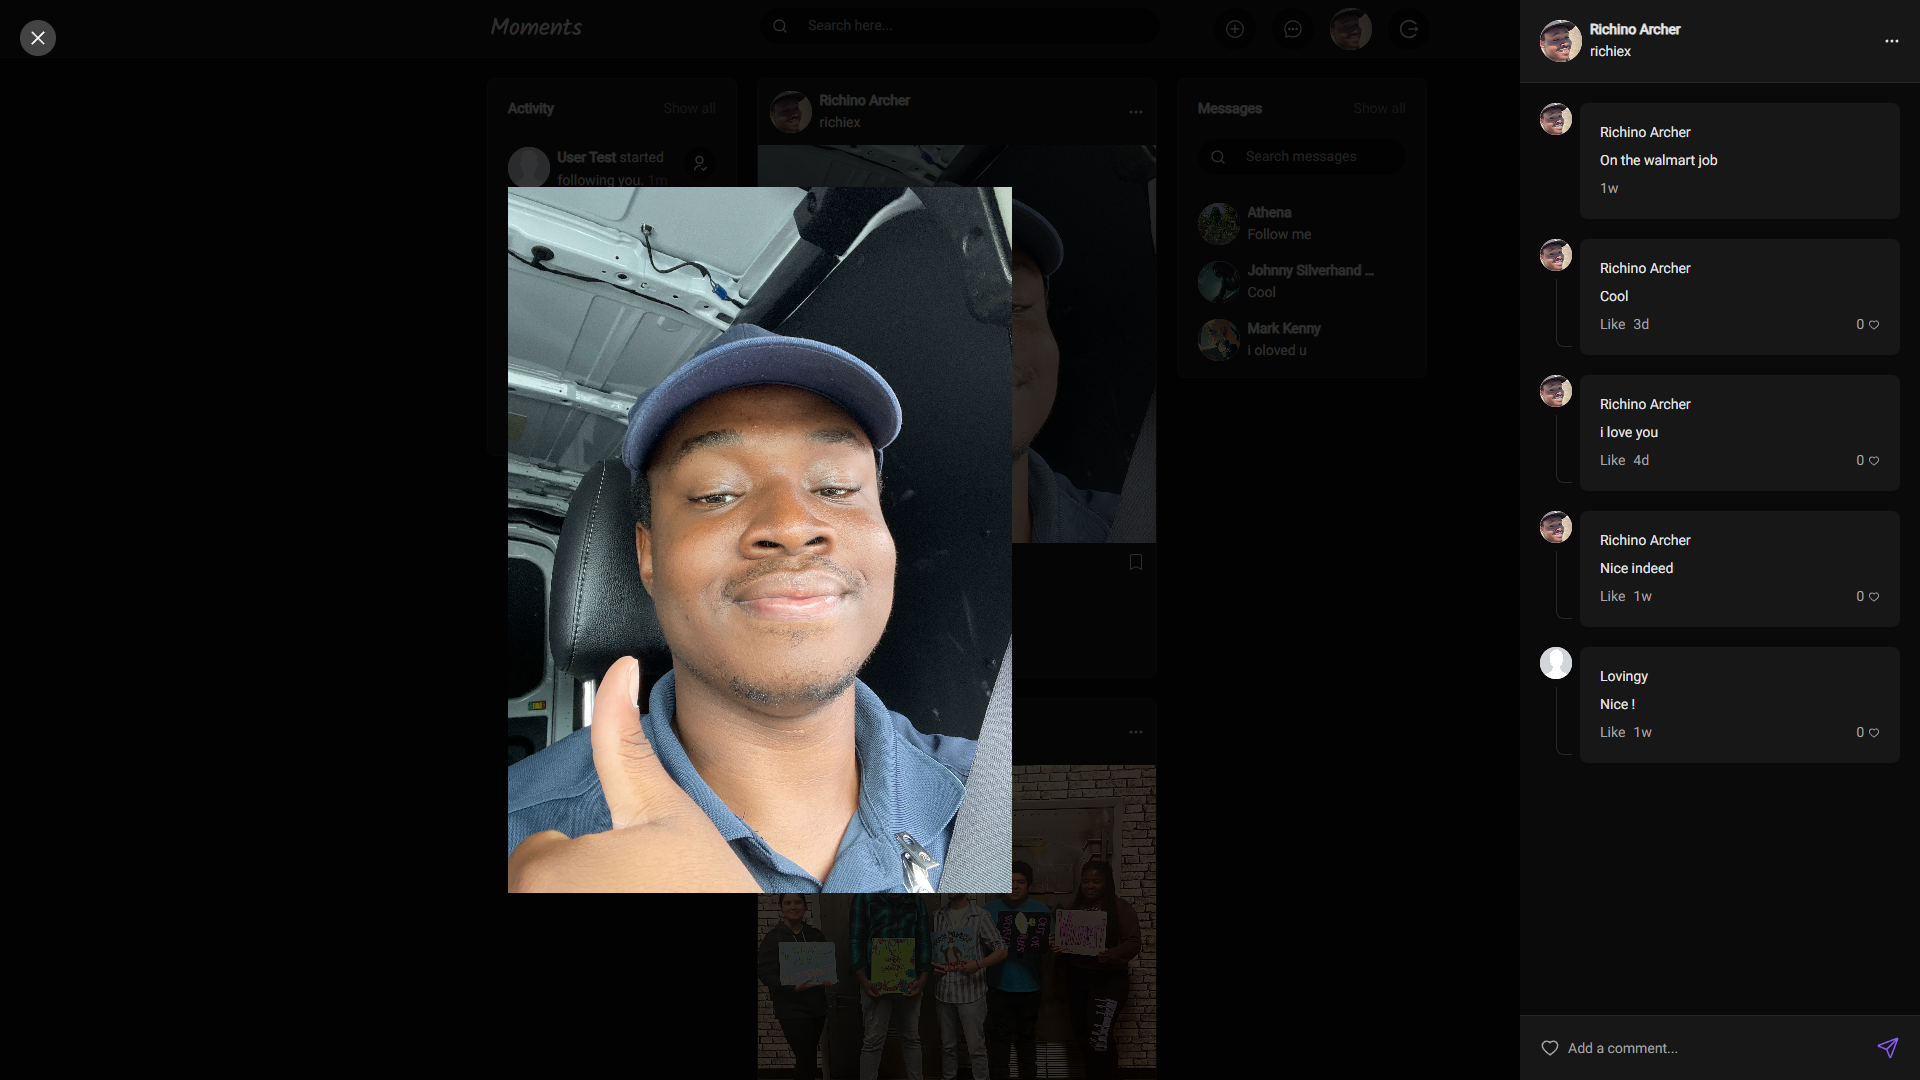 Moments
Search here...
Activity
Show all
User Test started
following you. 1m
Richino Archer
richiex
Messages
Show all
Search messages
Athena
Follow me
Johnny Silverhand ...
Cool
Mark Kenny
i oloved u
Richino Archer
richiex
Richino Archer
On the walmart job
1w
Richino Archer
Cool
Like 3d
0
Richino Archer
i love you
Like 4d
0
Richino Archer
Nice indeed
Like 1w
0
Lovingy
Nice !
Like 1w
0
Add a comment...